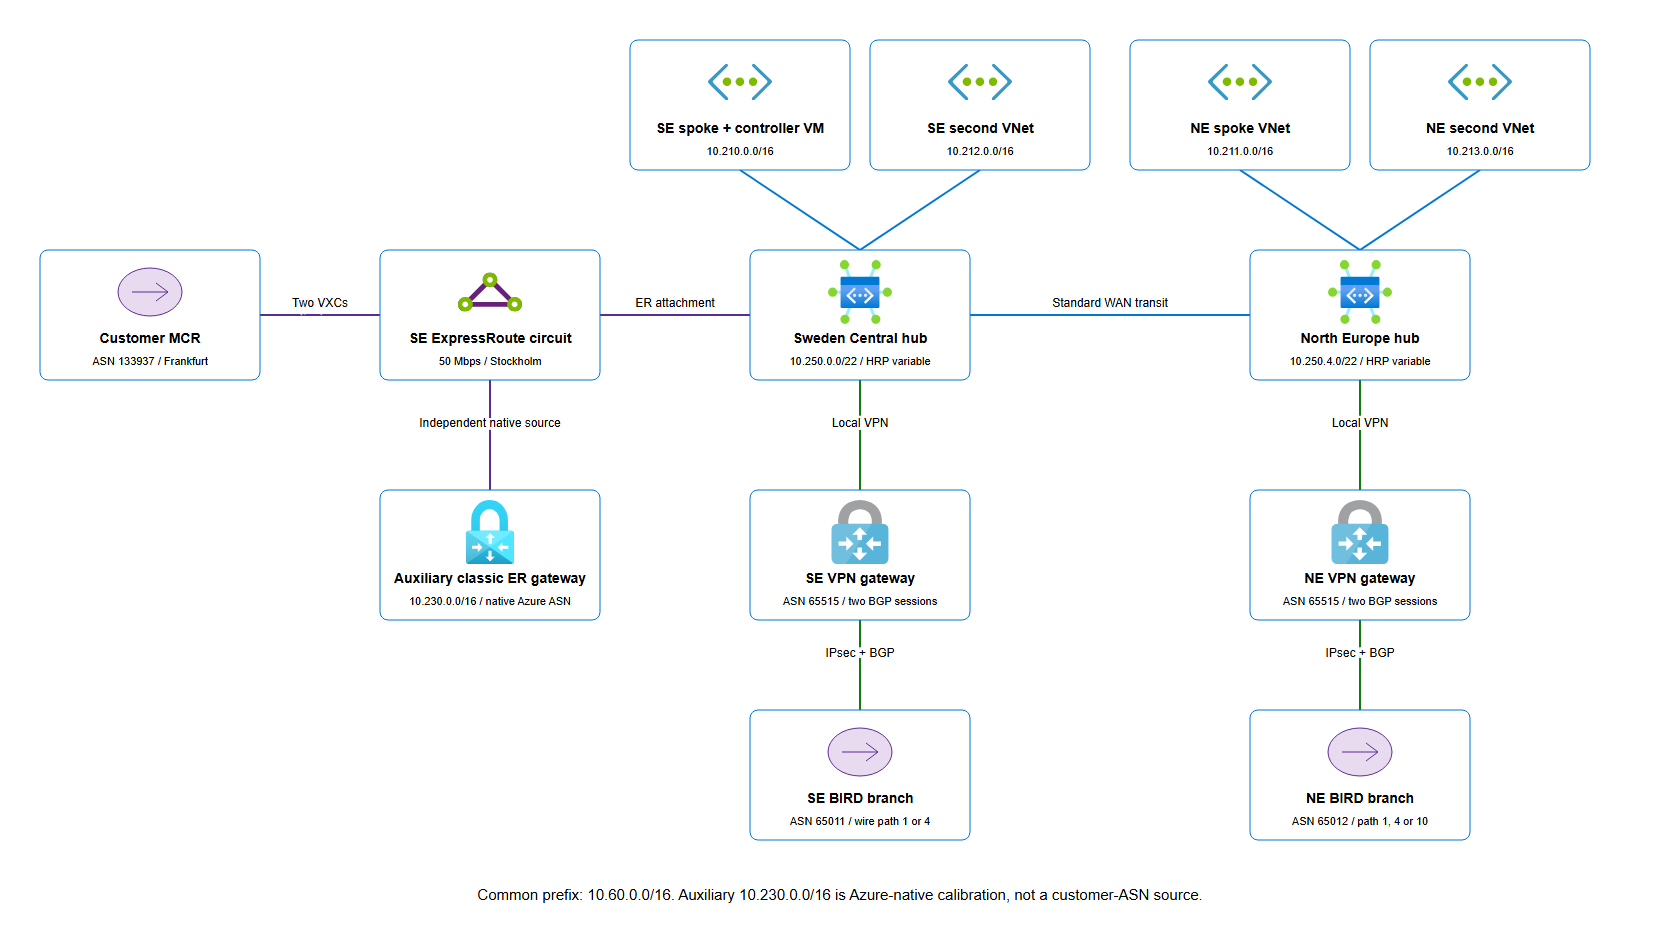 SE spoke + controller VM
10.210.0.0/16
SE second VNet
10.212.0.0/16
NE spoke VNet
10.211.0.0/16
NE second VNet
10.213.0.0/16
Customer MCR
ASN 133937 / Frankfurt
Two VXCs
SE ExpressRoute circuit
50 Mbps / Stockholm
ER attachment
Sweden Central hub
10.250.0.0/22 / HRP variable
Standard WAN transit
North Europe hub
10.250.4.0/22 / HRP variable
Independent native source
Local VPN
Local VPN
Auxiliary classic ER gateway
10.230.0.0/16 / native Azure ASN
SE VPN gateway
ASN 65515 / two BGP sessions
NE VPN gateway
ASN 65515 / two BGP sessions
IPsec + BGP
IPsec + BGP
SE BIRD branch
ASN 65011 / wire path 1 or 4
NE BIRD branch
ASN 65012 / path 1, 4 or 10
Common prefix: 10.60.0.0/16. Auxiliary 10.230.0.0/16 is Azure-native calibration, not a customer-ASN source.